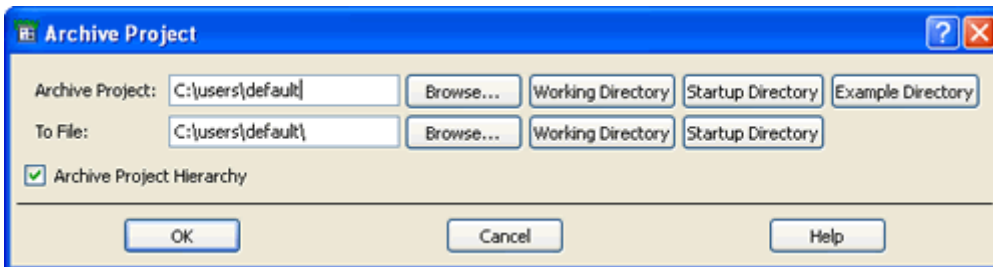 Archive Project
Archive Project: C:\users\default Browse... Working Directory Startup Directory Example Directory
To File: C:\users\default\ Browse... Working Directory Startup Directory
Archive Project Hierarchy
OK Cancel Help